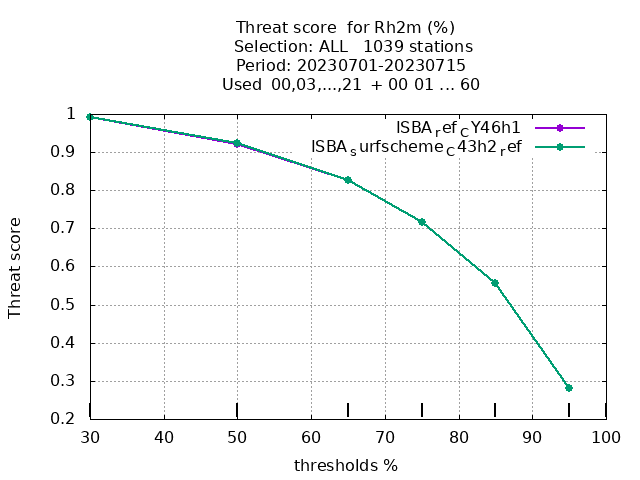 Threat score  for Rh2m (%)
Selection: ALL   1039 stations
Period: 20230701-20230715
Used  00,03,...,21  + 00 01 ... 60
ISBArefCY46h1
ISBAsurfschemeC43h2ref
1
0.9
0.8
0.7
0.6
0.5
0.4
0.3
0.2
Threat score
30 40 50 60 70 80 90 100
thresholds %